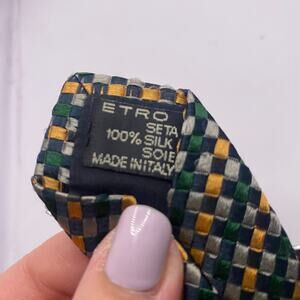 ETRO
SETA
100% SILK
SOIE
MADE IN ITALY